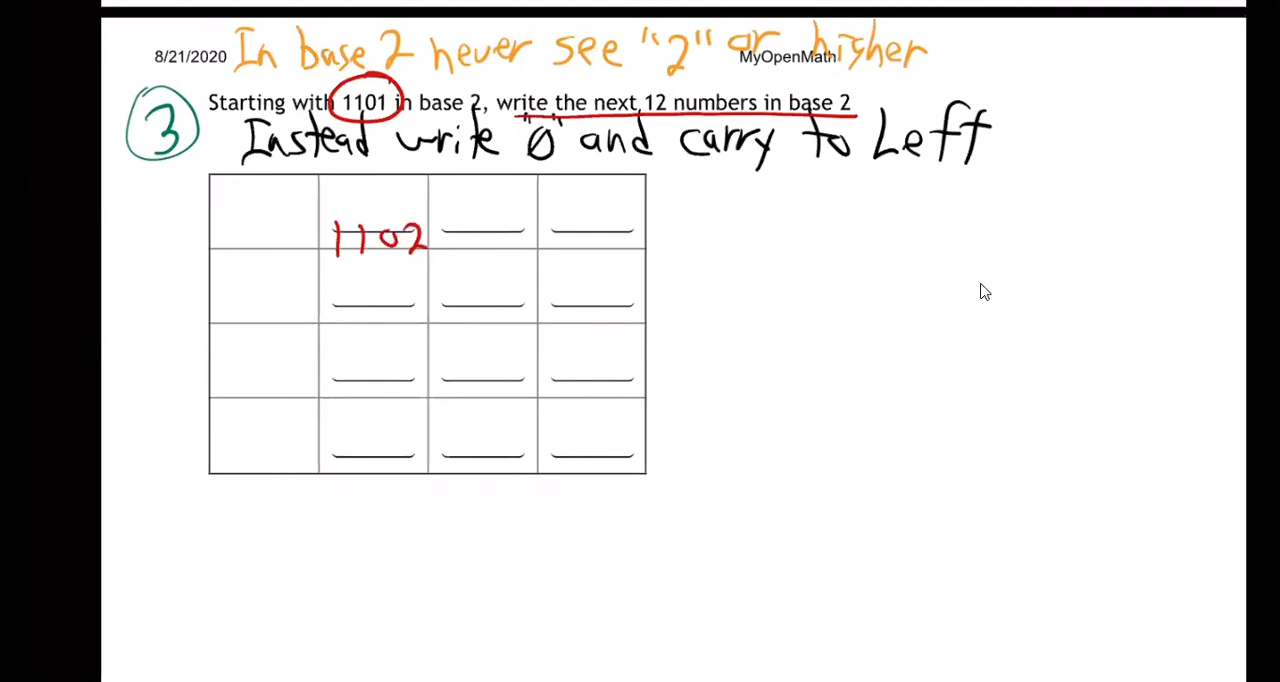 In base 2 never see "2" or higher
8/21/2020 MyOpenMath
Starting with 1101 in base 2, write the next 12 numbers in base 2
3 Instead write "0" and carry to Left
1102